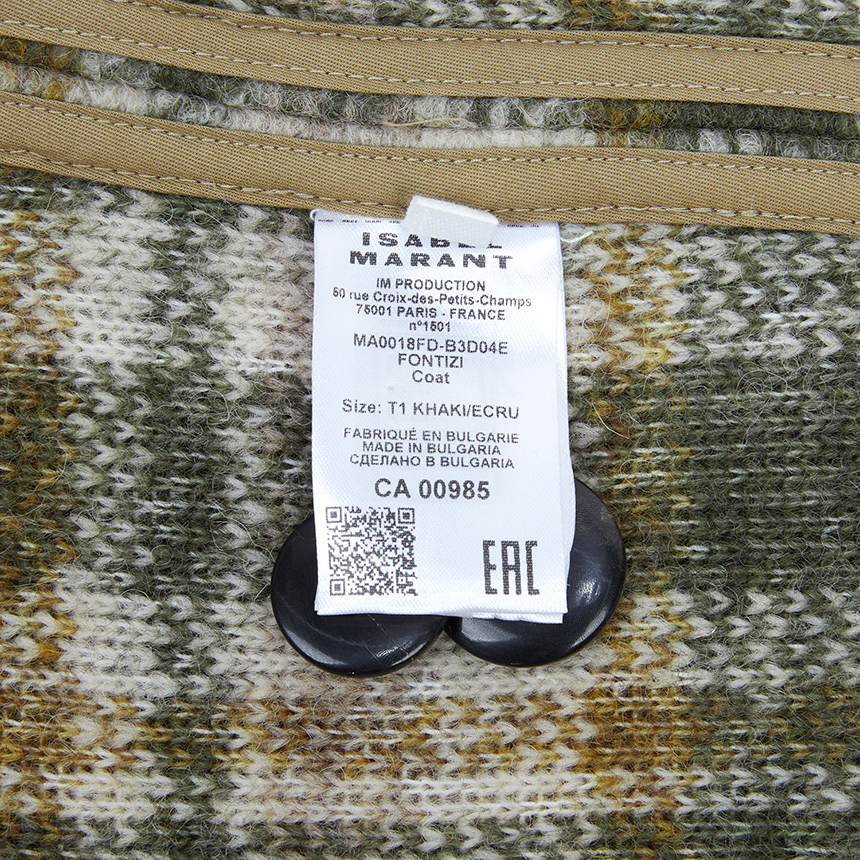 ISABEL
MARANT
IM PRODUCTION
60 rue Croix-des-Petits-Champs
75001 PARIS - FRANCE
n°1501
MA0018FD-B3D04E
FONTIZI
Coat
Size: T1 KHAKI/ECRU
FABRIQUÉ EN BULGARIE
MADE IN BULGARIA
СДЕЛАНО В BULGARIA
CA 00985
EAC